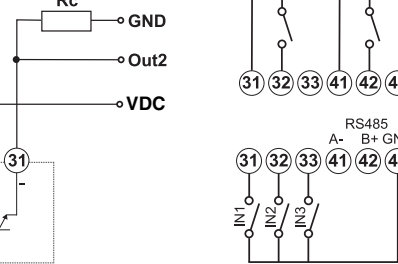 Rc
GND
Out2
VDC
31
-
31 32 33 41 42
RS485
A- B+
31 32 33 41 42
IN1 IN2 IN3